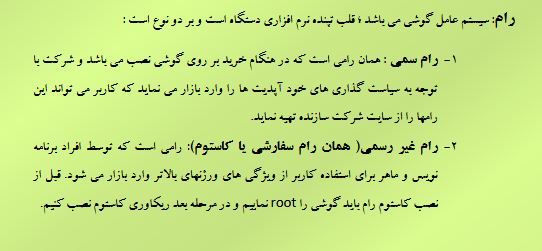 رام: سیستم عامل گوشی می باشد ؛ قلب تپنده نرم افزاری دستگاه است و بر دو نوع است :
۱- رام سمی : همان رامی است که در هنگام خرید بر روی گوشی نصب می باشد و شرکت با
توجه به سیاست گذاری های خود آپدیت ها را وارد بازار می نماید که کاربر می تواند این
رامها را از سایت شرکت سازنده تهیه نماید.
۲- رام غیر رسمی( همان رام سفارشی یا کاستوم): رامی است که توسط افراد برنامه
نویس و ماهر برای استفاده کاربر از ویژگی های ورژنهای بالاتر وارد بازار می شود. قبل از
نصب کاستوم رام باید گوشی را root نماییم و در مرحله بعد ریکاوری کاستوم نصب کنیم.